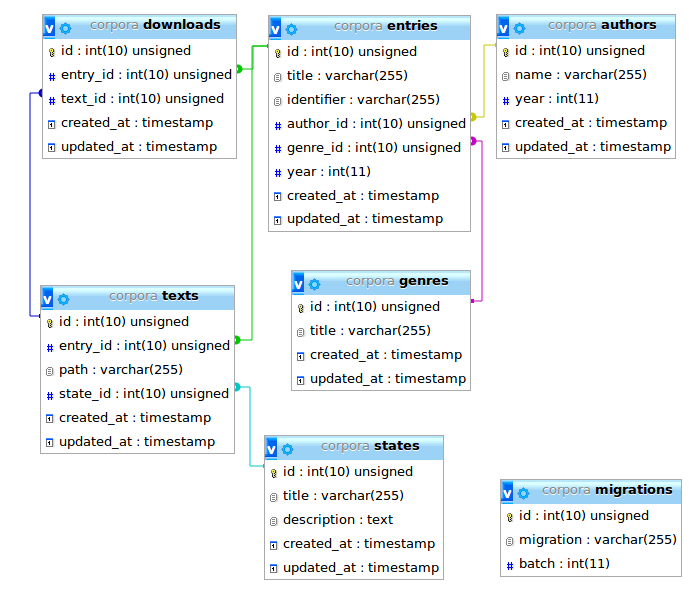 corpora downloads
id : int(10) unsigned
entry_id : int(10) unsigned
text_id : int(10) unsigned
created_at : timestamp
updated_at : timestamp
corpora entries
id : int(10) unsigned
title : varchar(255)
identifier : varchar(255)
author_id : int(10) unsigned
genre_id : int(10) unsigned
year : int(11)
created_at : timestamp
updated_at : timestamp
corpora authors
id : int(10) unsigned
name : varchar(255)
year : int(11)
created_at : timestamp
updated_at : timestamp
corpora texts
id : int(10) unsigned
entry_id : int(10) unsigned
path : varchar(255)
state_id : int(10) unsigned
created_at : timestamp
updated_at : timestamp
corpora genres
id : int(10) unsigned
title : varchar(255)
created_at : timestamp
updated_at : timestamp
corpora states
id : int(10) unsigned
title : varchar(255)
description : text
created_at : timestamp
updated_at : timestamp
corpora migrations
id : int(10) unsigned
migration : varchar(255)
batch : int(11)